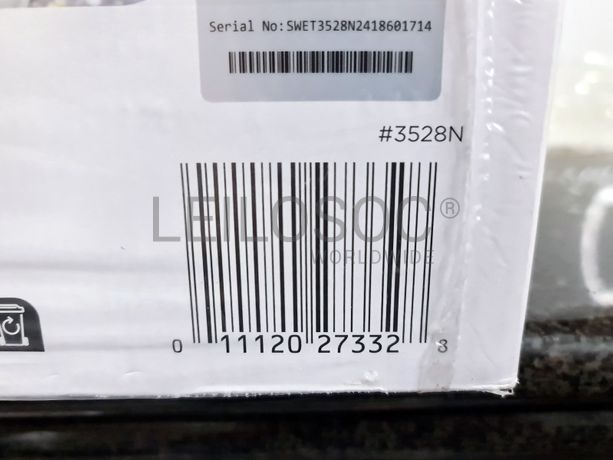 Serial No:SWET3528N2418601714
#3528N
LEILOSOC®
WORLDWIDE
0 11120 27332 3